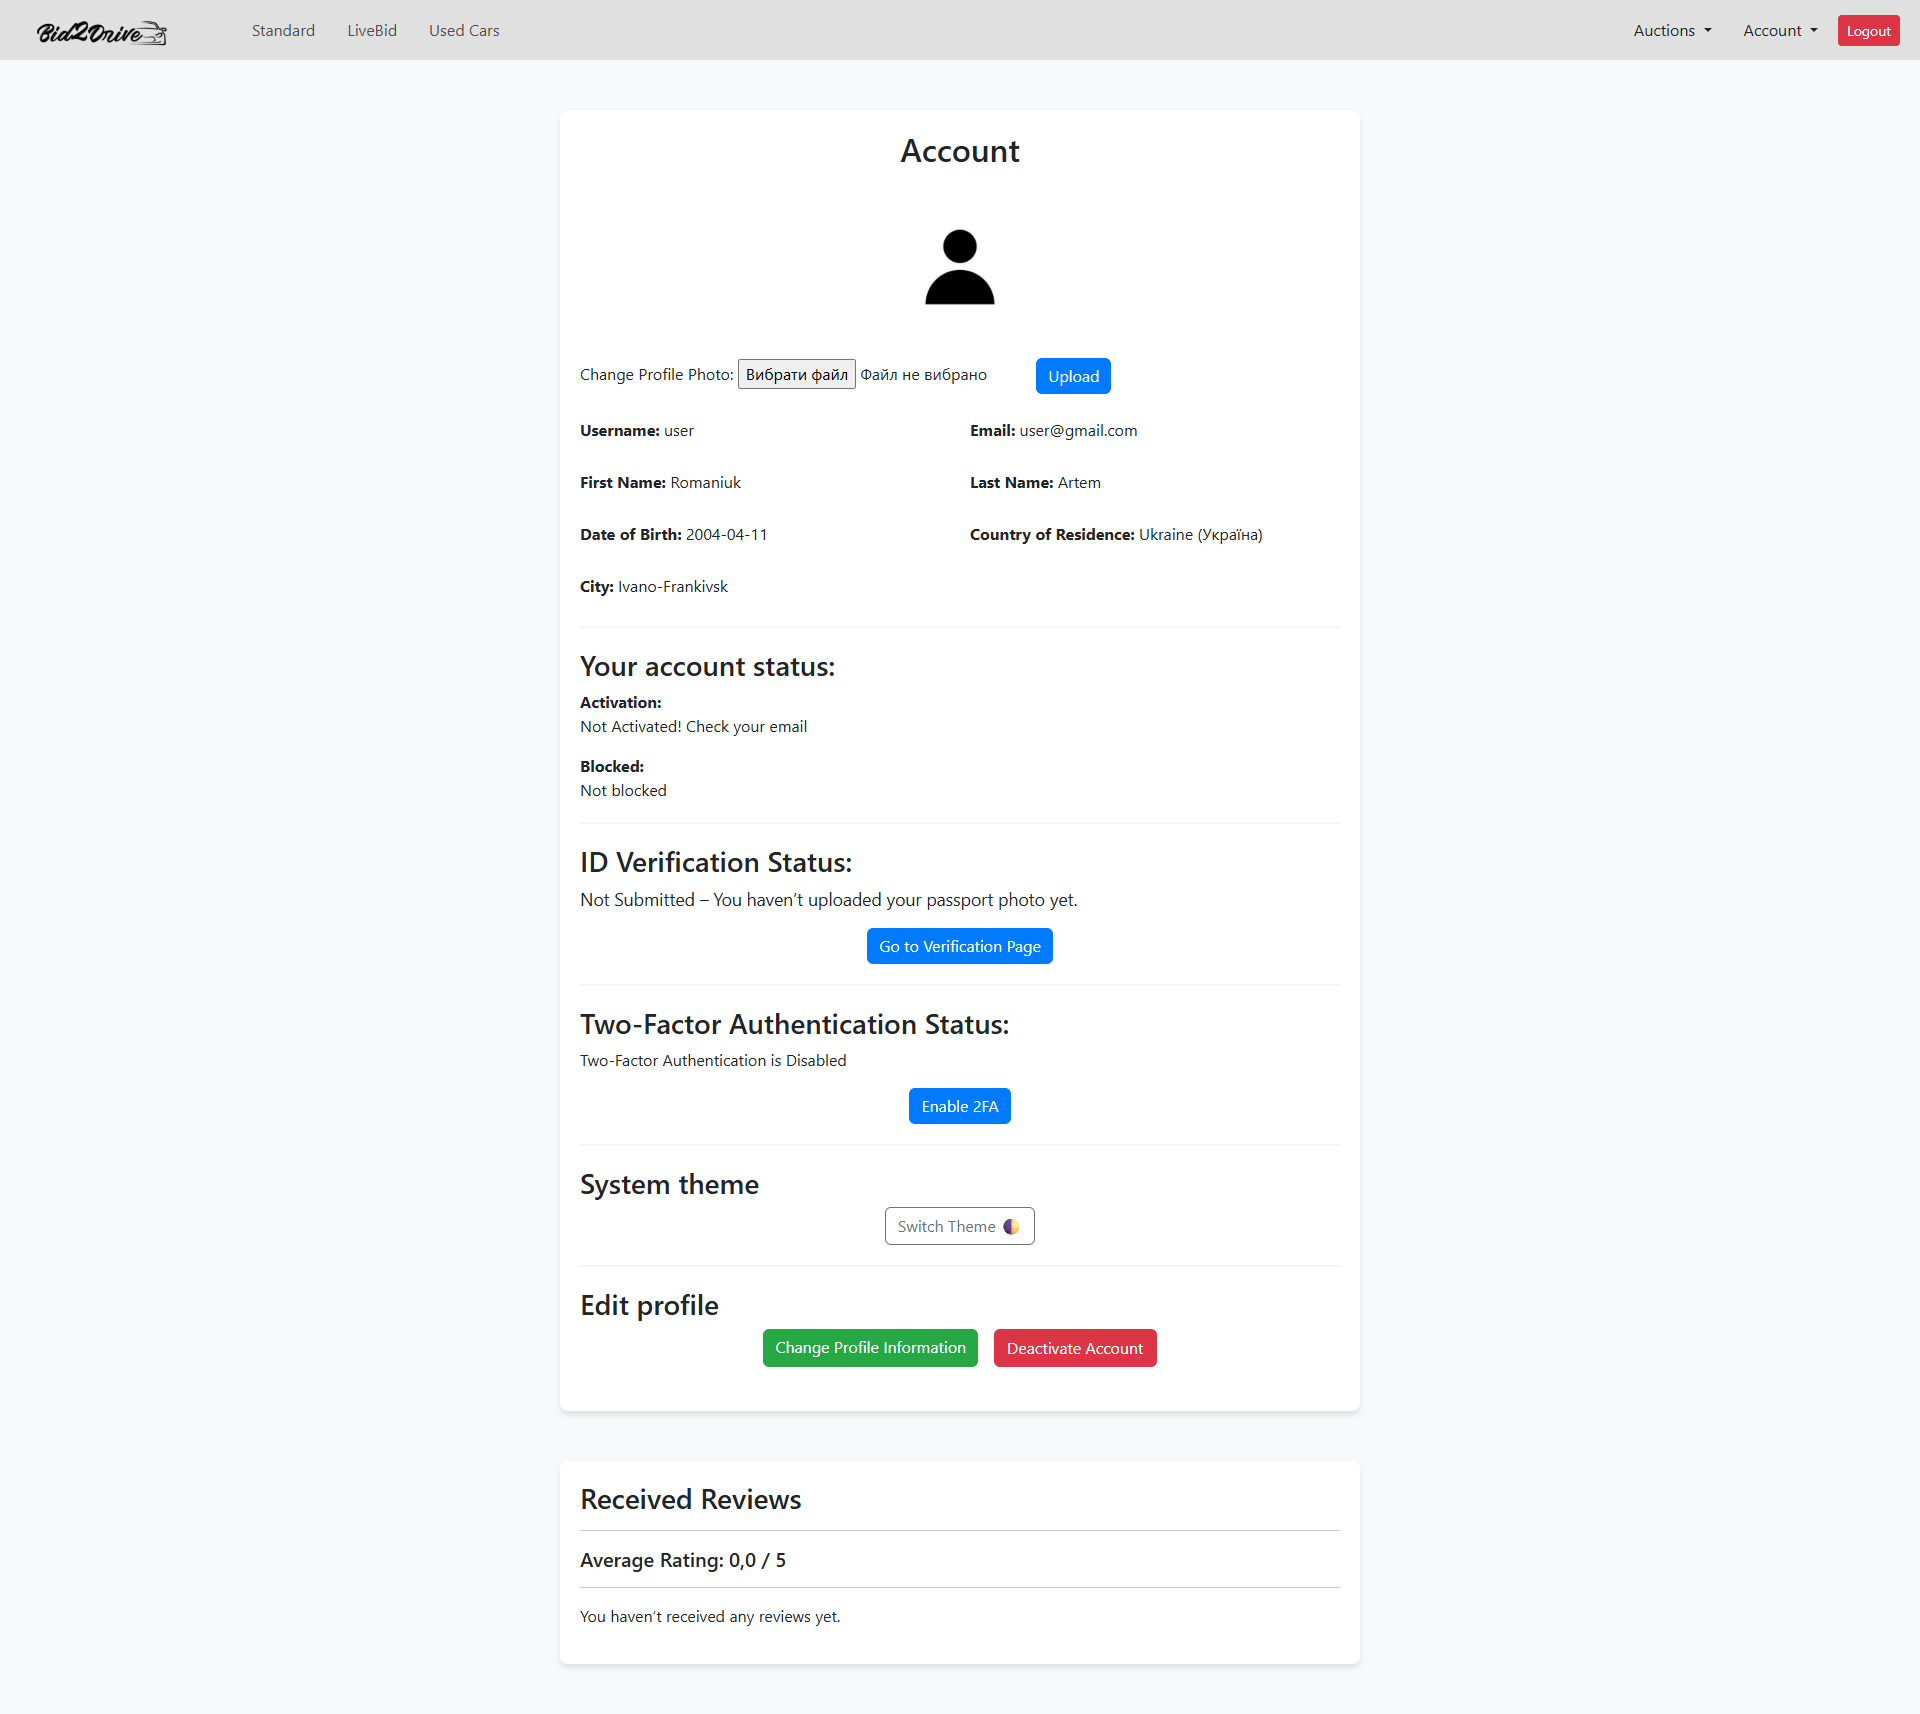 Bid2Drive Standard LiveBid Used Cars Auctions Account Logout
Account
Change Profile Photo: Вибрати файл Файл не вибрано Upload
Username: user Email: user@gmail.com
First Name: Romaniuk Last Name: Artem
Date of Birth: 2004-04-11 Country of Residence: Ukraine (Україна)
City: Ivano-Frankivsk
Your account status:
Activation:
Not Activated! Check your email
Blocked:
Not blocked
ID Verification Status:
Not Submitted – You haven’t uploaded your passport photo yet.
Go to Verification Page
Two-Factor Authentication Status:
Two-Factor Authentication is Disabled
Enable 2FA
System theme
Switch Theme
Edit profile
Change Profile Information Deactivate Account
Received Reviews
Average Rating: 0,0 / 5
You haven’t received any reviews yet.